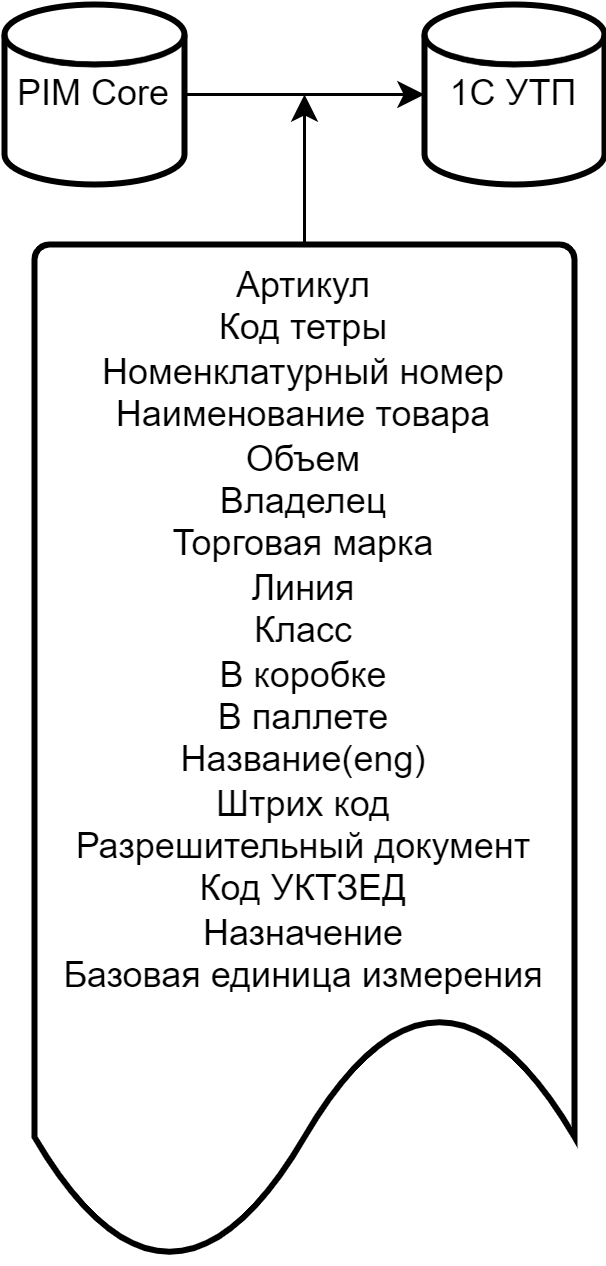 PIM Core
1С УТП
Артикул
Код тетры
Номенклатурный номер
Наименование товара
Объем
Владелец
Торговая марка
Линия
Класс
В коробке
В паллете
Название(eng)
Штрих код
Разрешительный документ
Код УКТЗЕД
Назначение
Базовая единица измерения